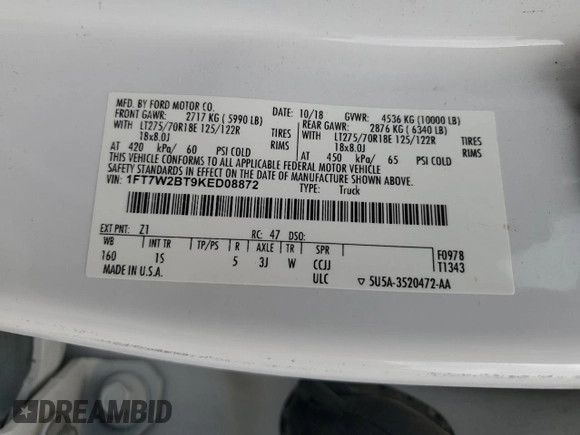 MFD. BY FORD MOTOR CO.
10/18 GVWR: 4536 KG (10000 LB)
FRONT GAWR: 2717 KG ( 5990 LB) REAR GAWR: 2876 KG ( 6340 LB)
WITH LT275/70R18E 125/122R TIRES WITH LT275/70R18E 125/122R TIRES
18x8.0J RIMS 18x8.0J RIMS
AT 420 kPa/ 60 PSI COLD AT 450 kPa/ 65 PSI COLD
THIS VEHICLE CONFORMS TO ALL APPLICABLE FEDERAL MOTOR VEHICLE
SAFETY STANDARDS IN EFFECT ON THE DATE OF MANUFACTURE SHOWN ABOVE.
VIN: 1FT7W2BT9KED08872
TYPE: Truck
EXT PNT: Z1 RC: 47 DSO: F0978
WB INT TR TP/PS R AXLE TR SPR T1343
160 1S 5 3J W CCJJ
MADE IN U.S.A. ULC ▽ 5U5A-3520472-AA
DREAMBID